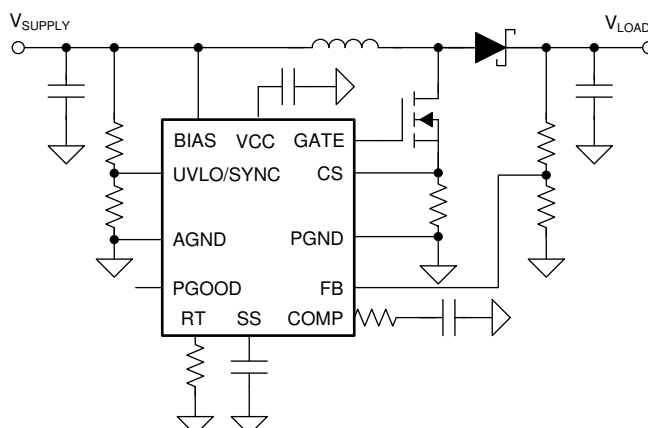 VSUPPLY
VLOAD
BIAS VCC GATE
UVLO/SYNC CS
AGND PGND
PGOOD FB
RT SS COMP